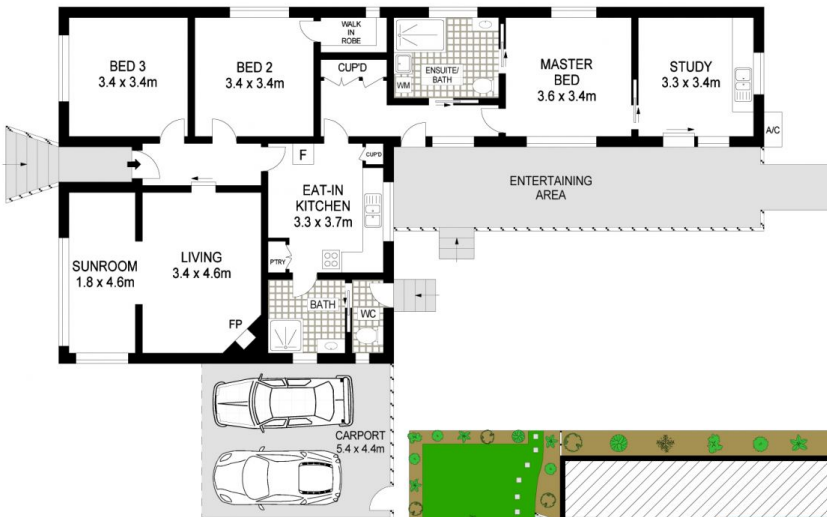 BED 3
3.4 x 3.4m
BED 2
3.4 x 3.4m
WALK
IN
ROBE
CUP'D
WM
ENSUITE/
BATH
MASTER
BED
3.6 x 3.4m
STUDY
3.3 x 3.4m
A/C
F
CUP'D
EAT-IN
KITCHEN
3.3 x 3.7m
P'TRY
ENTERTAINING
AREA
SUNROOM
1.8 x 4.6m
LIVING
3.4 x 4.6m
FP
BATH
WC
CARPORT
5.4 x 4.4m